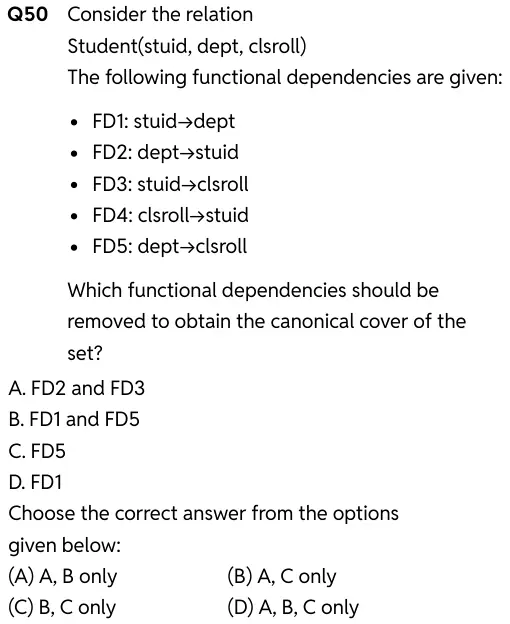 Q50 Consider the relation
Student(stuid, dept, clsroll)
The following functional dependencies are given:
• FD1: stuid→dept
• FD2: dept→stuid
• FD3: stuid→clsroll
• FD4: clsroll→stuid
• FD5: dept→clsroll
Which functional dependencies should be
removed to obtain the canonical cover of the
set?
A. FD2 and FD3
B. FD1 and FD5
C. FD5
D. FD1
Choose the correct answer from the options
given below:
(A) A, B only (B) A, C only
(C) B, C only (D) A, B, C only